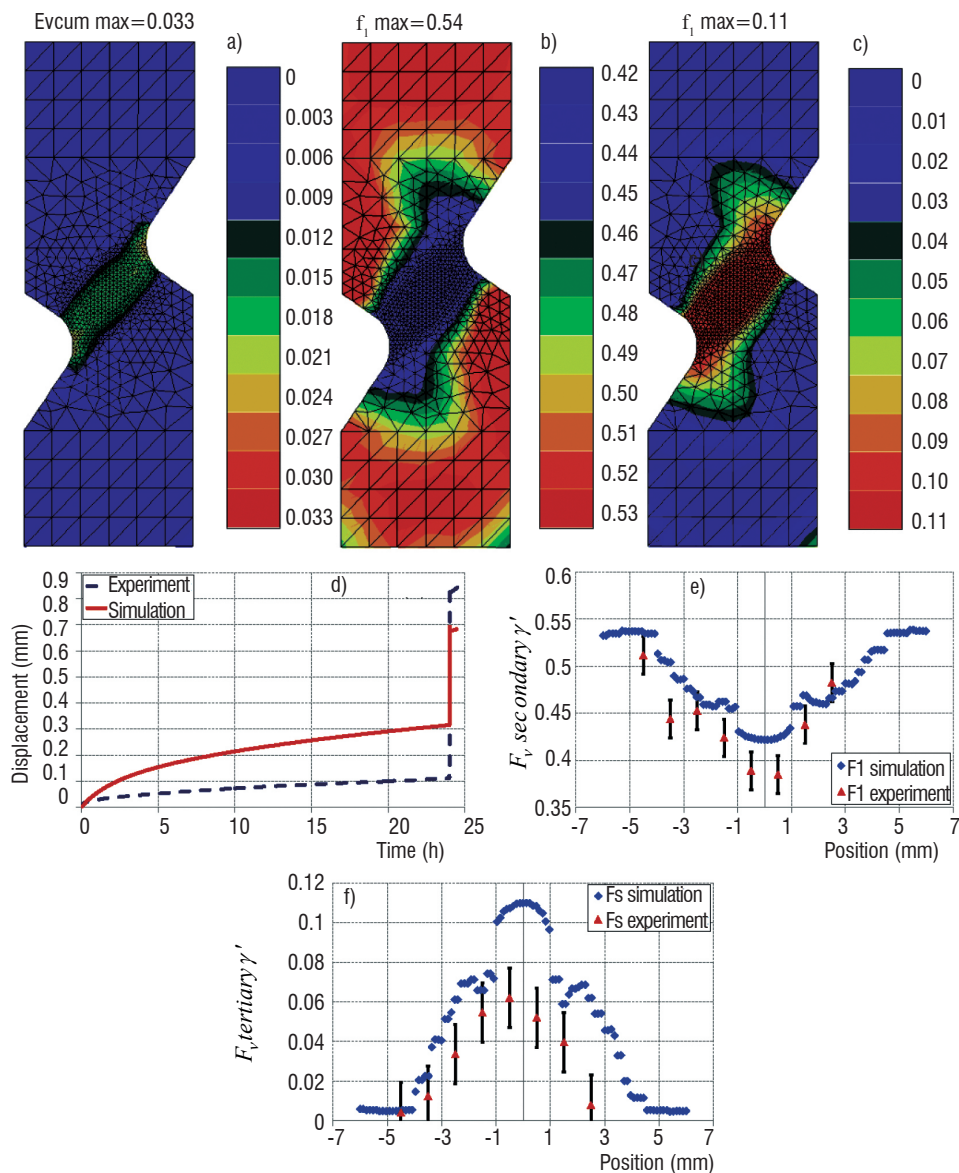 Evcum max=0.033
a)
0
0.003
0.006
0.009
0.012
0.015
0.018
0.021
0.024
0.027
0.030
0.033
f₁ max=0.54
b)
0.42
0.43
0.44
0.45
0.46
0.47
0.48
0.49
0.50
0.51
0.52
0.53
f₁ max=0.11
c)
0
0.01
0.02
0.03
0.04
0.05
0.06
0.07
0.08
0.09
0.10
0.11
d)
Experiment
Simulation
Displacement (mm)
0.9
0.8
0.7
0.6
0.5
0.4
0.3
0.2
0.1
0
0 5 10 15 20 25
Time (h)
e)
Fᵥ secondary γ'
0.6
0.55
0.5
0.45
0.4
0.35
-7 -5 -3 -1 1 3 5 7
Position (mm)
F1 simulation
F1 experiment
f)
Fᵥtertiary γ'
0.12
0.1
0.08
0.06
0.04
0.02
0
-7 -5 -3 -1 1 3 5 7
Position (mm)
Fs simulation
Fs experiment